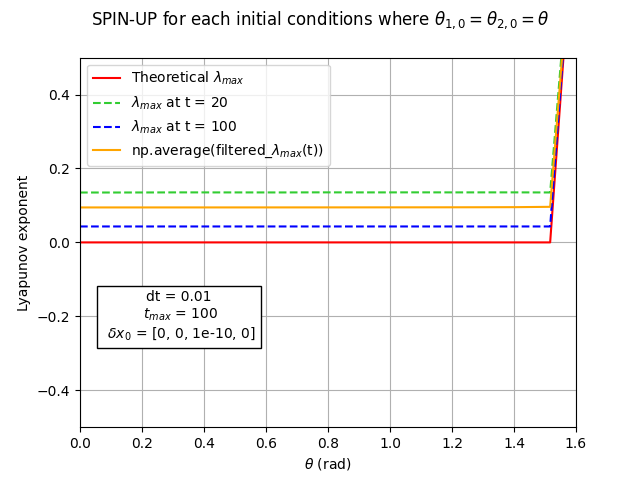 SPIN-UP for each initial conditions where θ1,0 = θ2,0 = θ
Theoretical λmax
λmax at t = 20
λmax at t = 100
np.average(filtered_λmax(t))
dt = 0.01
tmax = 100
δx0 = [0, 0, 1e-10, 0]
Lyapunov exponent
0.4
0.2
0.0
−0.2
−0.4
0.0 0.2 0.4 0.6 0.8 1.0 1.2 1.4 1.6
θ (rad)